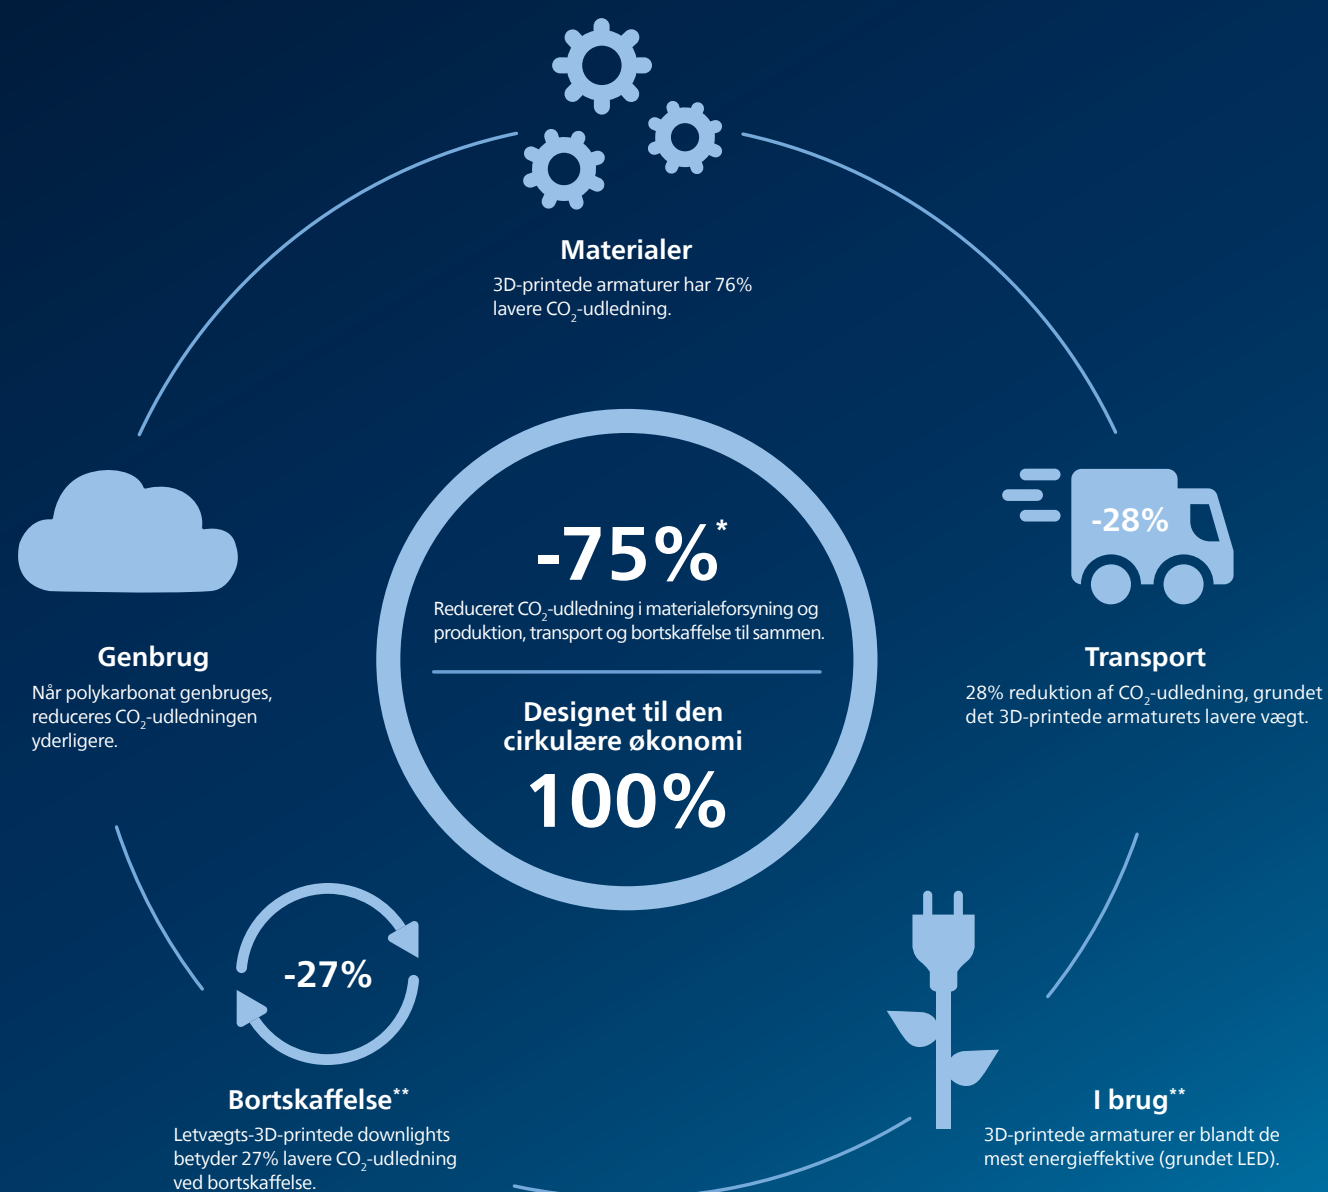 Materialer
3D-printede armaturer har 76%
lavere CO₂-udledning.
-75%*
Reduceret CO₂-udledning i materialeforsyning og
produktion, transport og bortskaffelse til sammen.
Designet til den
cirkulære økonomi
100%
-28%
Transport
28% reduktion af CO₂-udledning, grundet
det 3D-printede armaturets lavere vægt.
Genbrug
Når polykarbonat genbruges,
reduceres CO₂-udledningen
yderligere.
-27%
Bortskaffelse**
Letvægts-3D-printede downlights
betyder 27% lavere CO₂-udledning
ved bortskaffelse.
I brug**
3D-printede armaturer er blandt de
mest energieffektive (grundet LED).